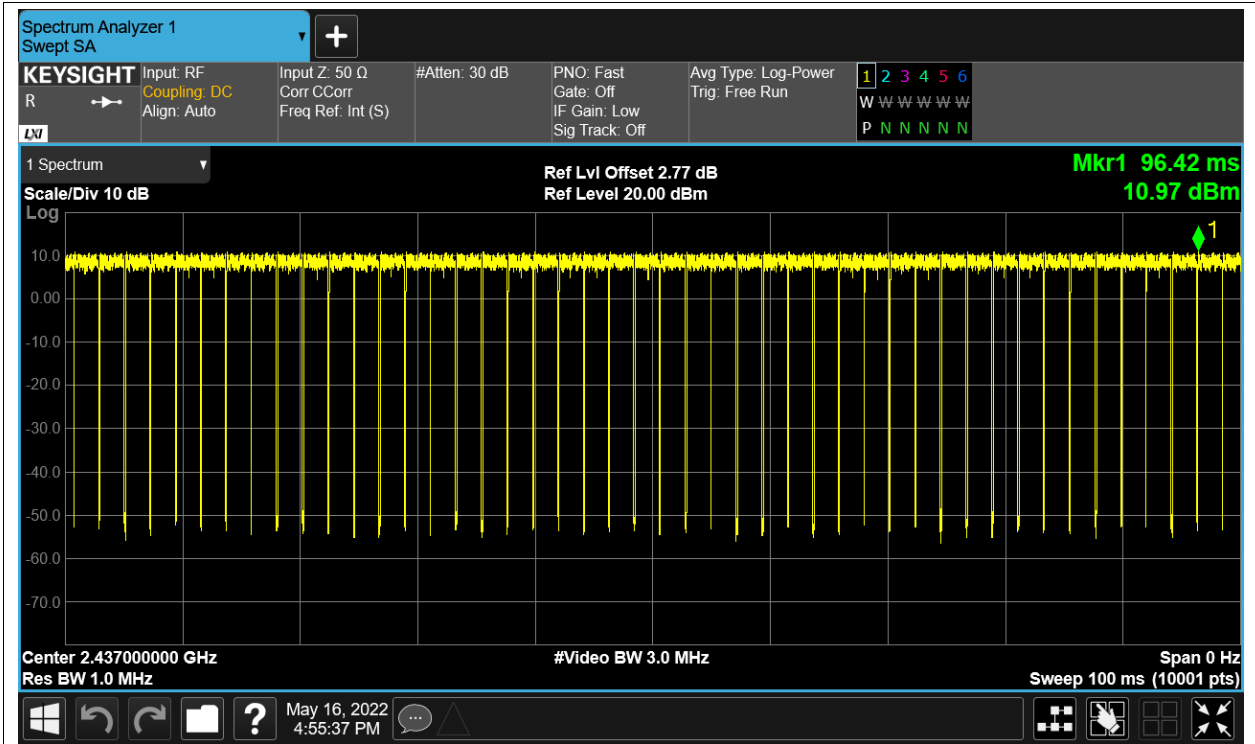 Spectrum Analyzer 1
Swept SA
KEYSIGHT
R
LXI
Input: RF
Coupling: DC
Align: Auto
Input Z: 50 Ω
Corr CCorr
Freq Ref: Int (S)
#Atten: 30 dB
PNO: Fast
Gate: Off
IF Gain: Low
Sig Track: Off
Avg Type: Log-Power
Trig: Free Run
1 2 3 4 5 6
W W W W W W
P N N N N N
1 Spectrum
Scale/Div 10 dB
Log
Ref Lvl Offset 2.77 dB
Ref Level 20.00 dBm
Mkr1 96.42 ms
10.97 dBm
1
10.0
0.00
-10.0
-20.0
-30.0
-40.0
-50.0
-60.0
-70.0
Center 2.437000000 GHz
Res BW 1.0 MHz
#Video BW 3.0 MHz
Span 0 Hz
Sweep 100 ms (10001 pts)
?
May 16, 2022
4:55:37 PM